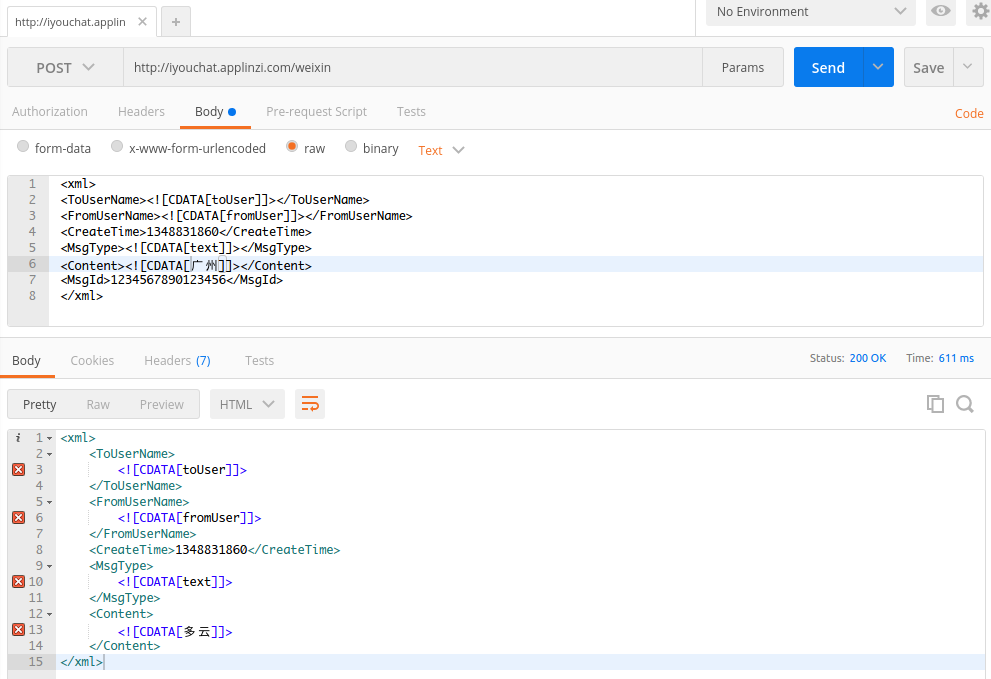 http://iyouchat.applin × +
No Environment
POST http://iyouchat.applinzi.com/weixin Params Send Save
Authorization Headers Body Pre-request Script Tests Code
form-data x-www-form-urlencoded raw binary Text
1 <xml>
2 <ToUserName><![CDATA[toUser]]></ToUserName>
3 <FromUserName><![CDATA[fromUser]]></FromUserName>
4 <CreateTime>1348831860</CreateTime>
5 <MsgType><![CDATA[text]]></MsgType>
6 <Content><![CDATA[广州]]></Content>
7 <MsgId>1234567890123456</MsgId>
8 </xml>
Body Cookies Headers (7) Tests Status: 200 OK Time: 611 ms
Pretty Raw Preview HTML
i 1 <xml>
2 <ToUserName>
3 <![CDATA[toUser]]>
4 </ToUserName>
5 <FromUserName>
6 <![CDATA[fromUser]]>
7 </FromUserName>
8 <CreateTime>1348831860</CreateTime>
9 <MsgType>
10 <![CDATA[text]]>
11 </MsgType>
12 <Content>
13 <![CDATA[多云]]>
14 </Content>
15 </xml>